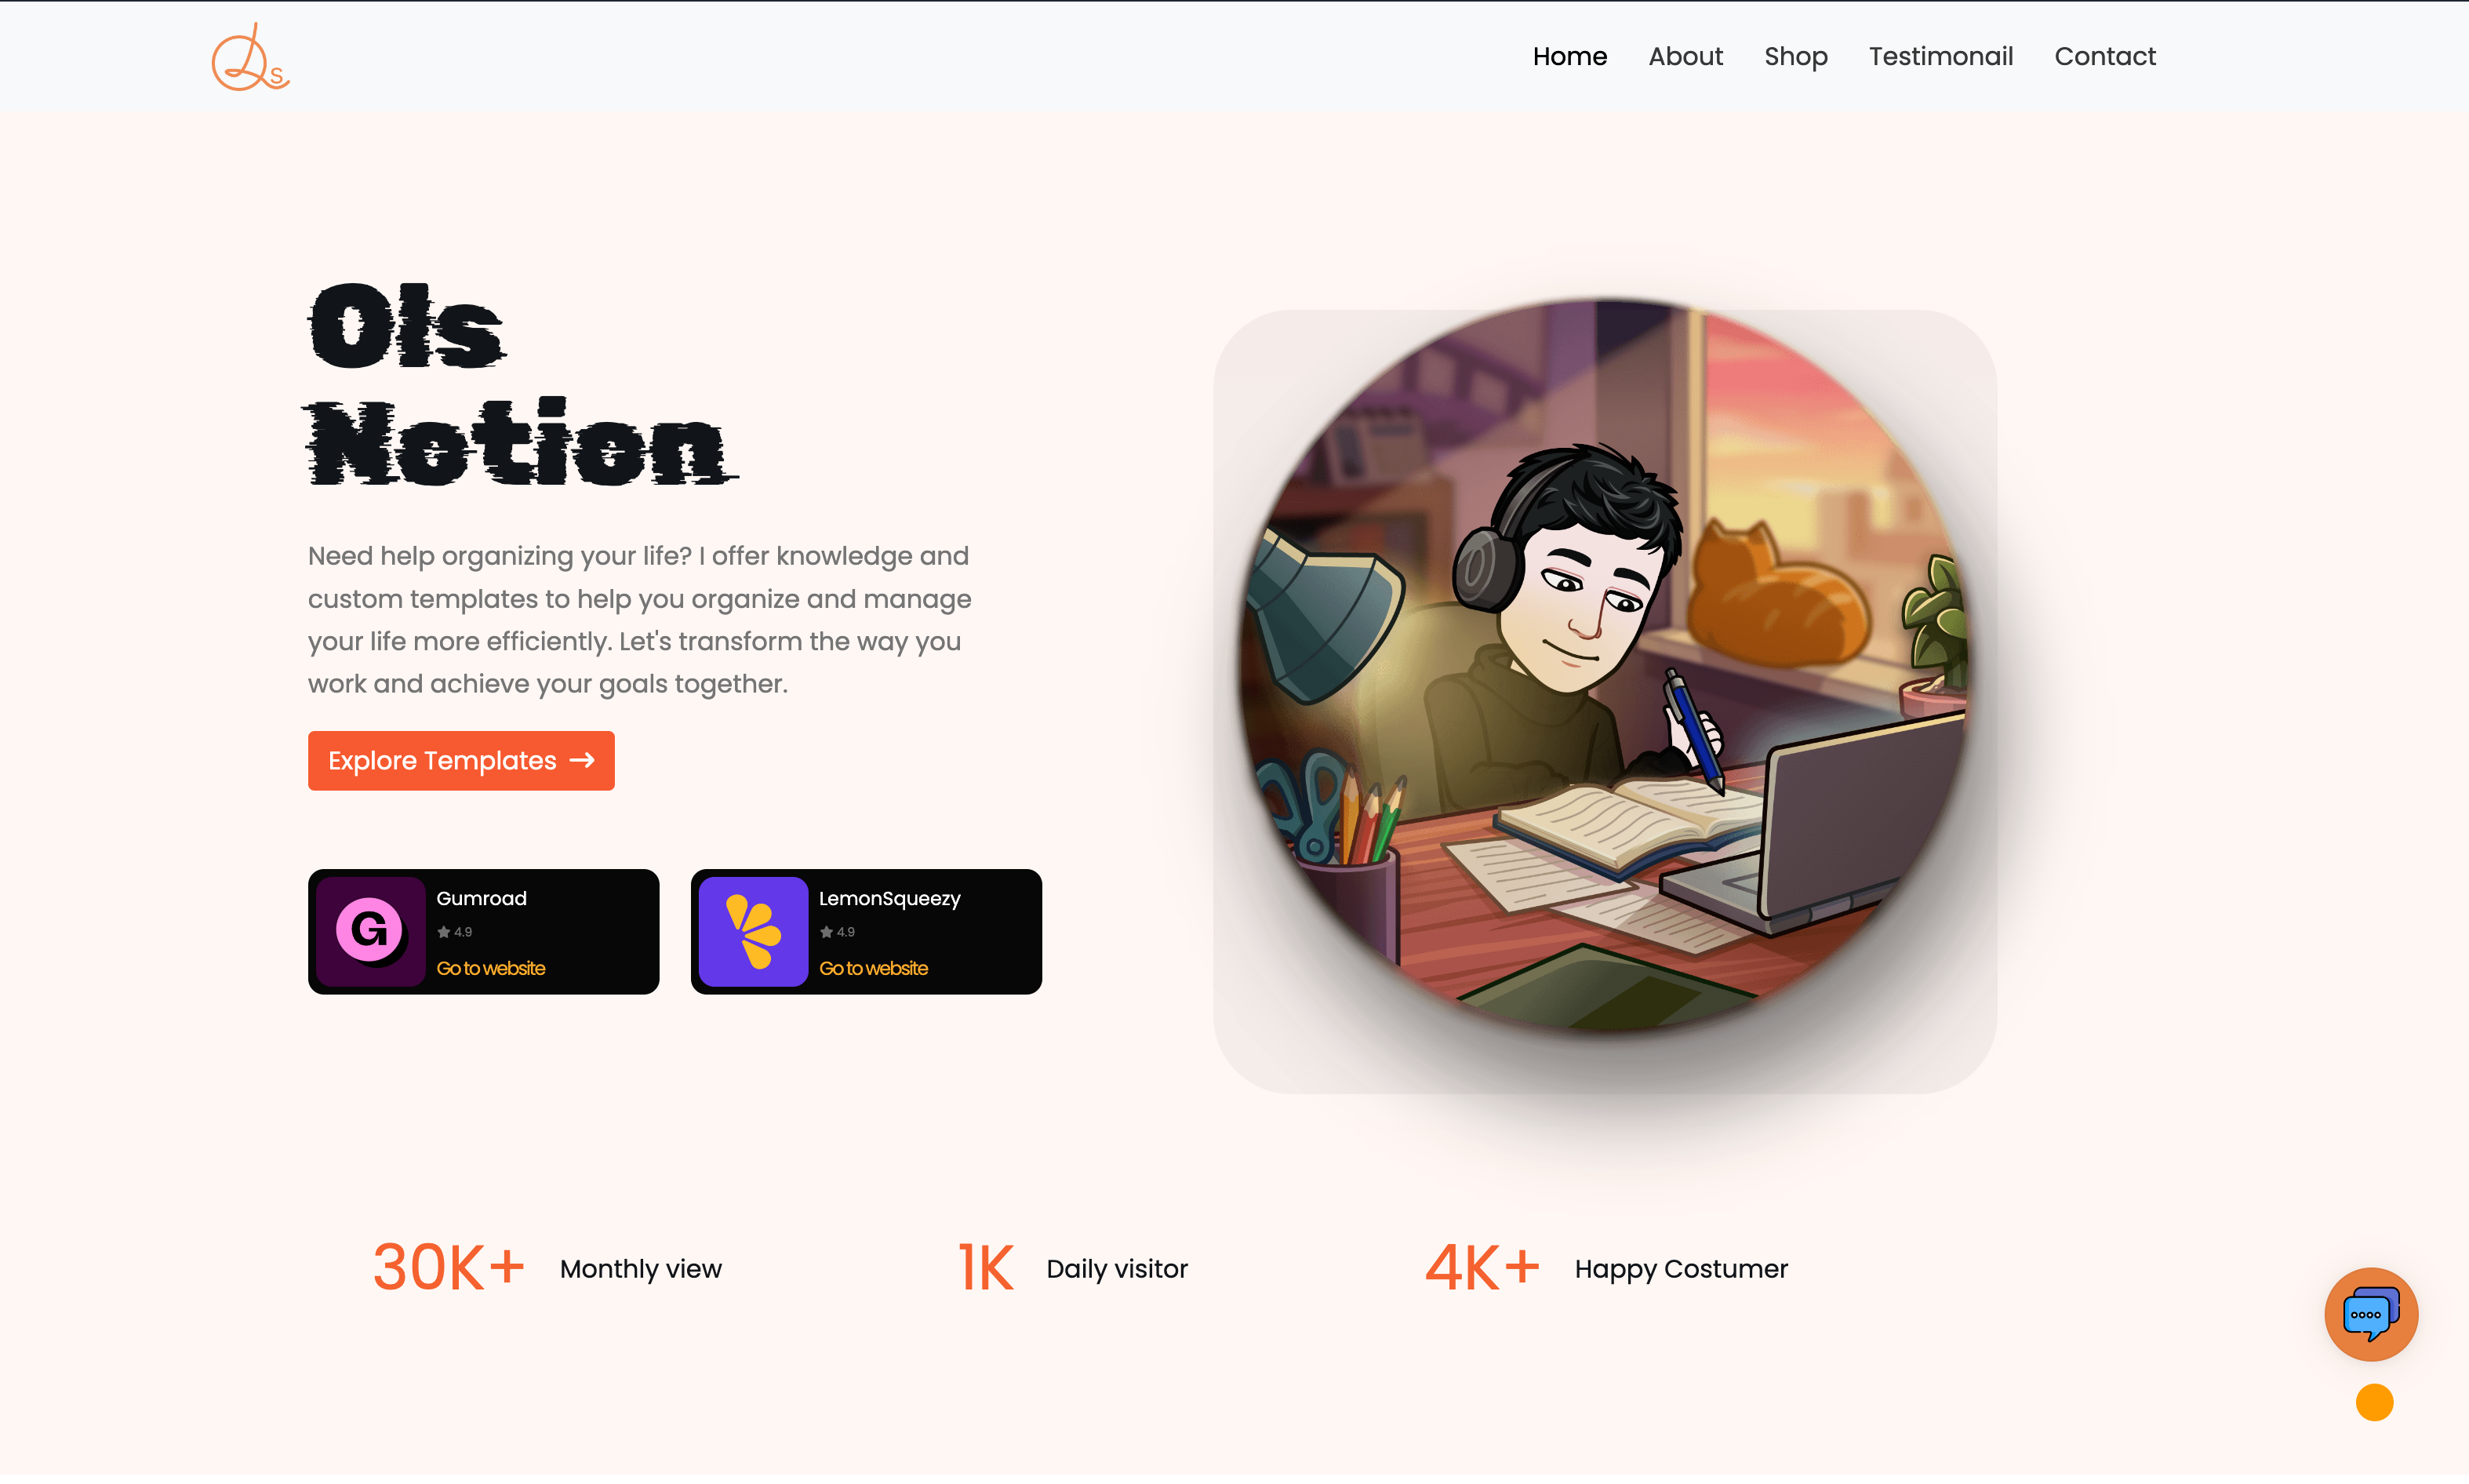 Ols
Home About Shop Testimonail Contact
Ols
Notion
Need help organizing your life? I offer knowledge and
custom templates to help you organize and manage
your life more efficiently. Let's transform the way you
work and achieve your goals together.
Explore Templates →
G
Gumroad
4.9
Go to website
LemonSqueezy
4.9
Go to website
30K+ Monthly view
1K Daily visitor
4K+ Happy Costumer